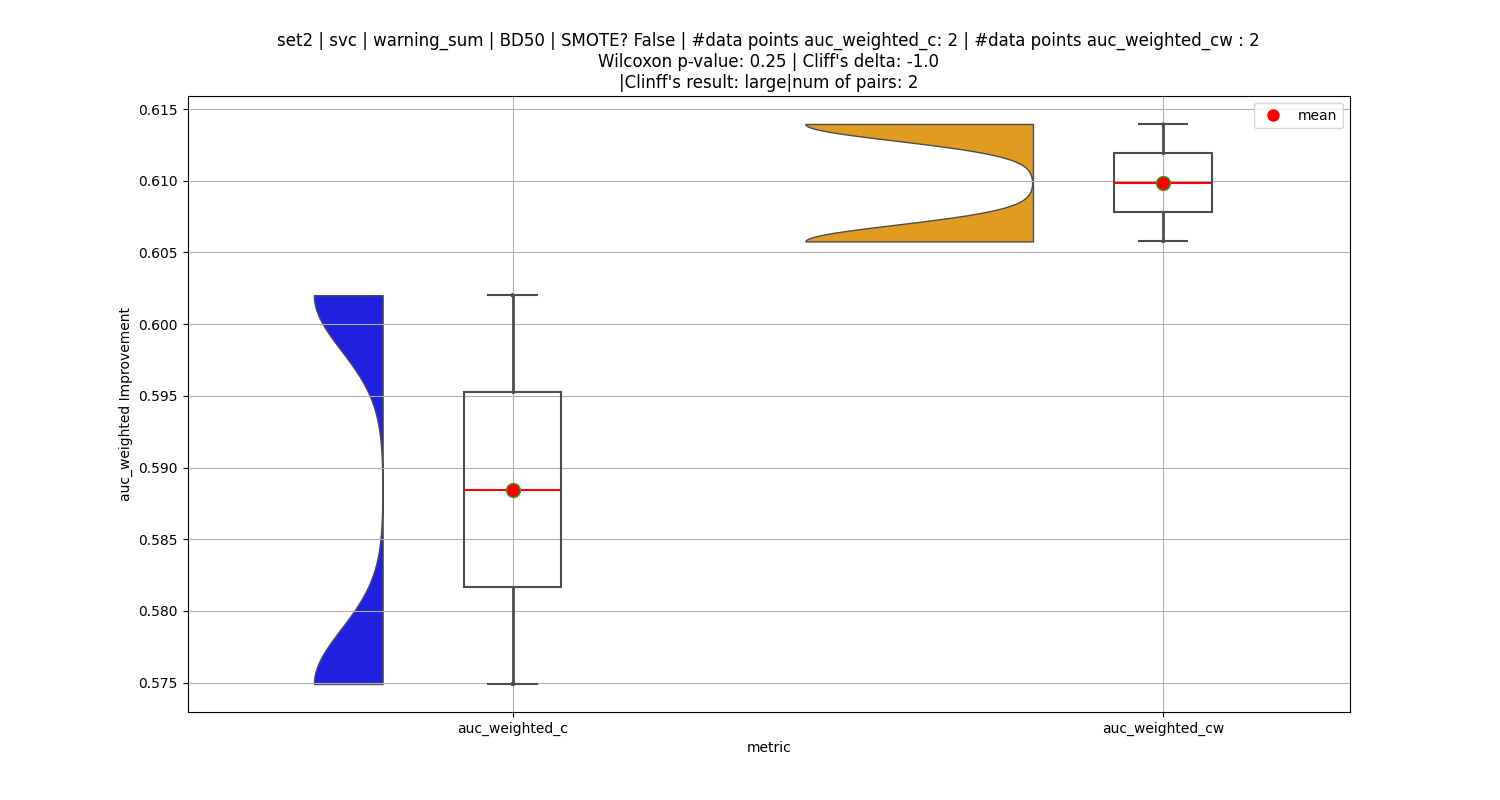 set2 | svc | warning_sum | BD50 | SMOTE? False | #data points auc_weighted_c: 2 | #data points auc_weighted_cw : 2
Wilcoxon p-value: 0.25 | Cliff's delta: -1.0
|Clinff's result: large|num of pairs: 2
mean
0.615
0.610
0.605
0.600
0.595
0.590
0.585
0.580
0.575
auc_weighted Improvement
auc_weighted_c
auc_weighted_cw
metric